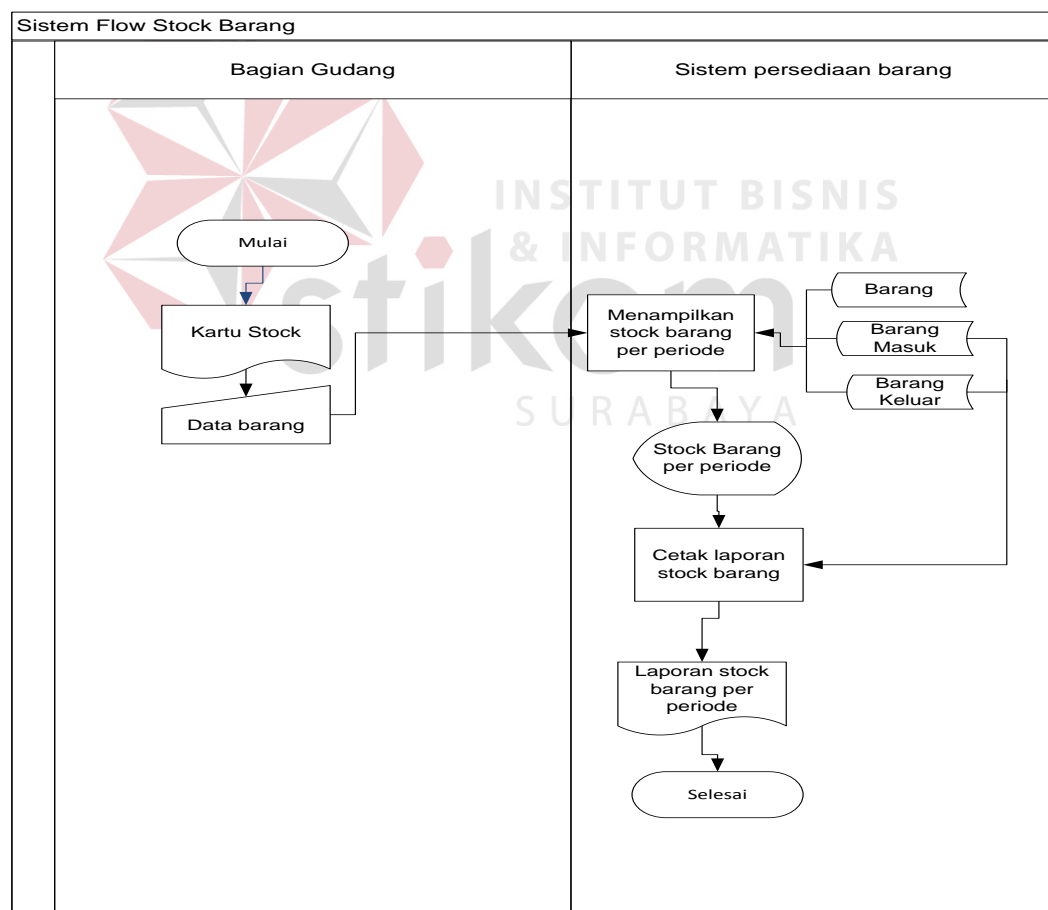 Sistem Flow Stock Barang
Bagian Gudang
Sistem persediaan barang
INSTITUT BISNIS
& INFORMATIKA
stikom
SURABAYA
Mulai
Kartu Stock
Data barang
Menampilkan
stock barang
per periode
Barang
Barang
Masuk
Barang
Keluar
Stock Barang
per periode
Cetak laporan
stock barang
Laporan stock
barang per
periode
Selesai